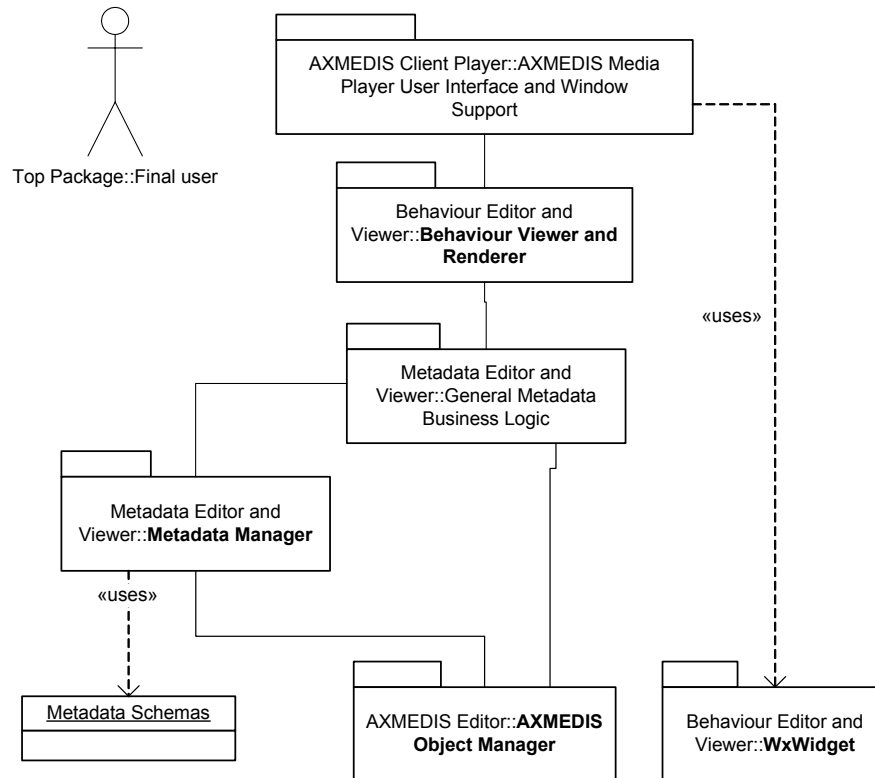 AXMEDIS Client Player::AXMEDIS Media
Player User Interface and Window
Support
Top Package::Final user
Behaviour Editor and
Viewer::Behaviour Viewer and
Renderer
«uses»
Metadata Editor and
Viewer::General Metadata
Business Logic
Metadata Editor and
Viewer::Metadata Manager
«uses»
Metadata Schemas
AXMEDIS Editor::AXMEDIS
Object Manager
Behaviour Editor and
Viewer::WxWidget